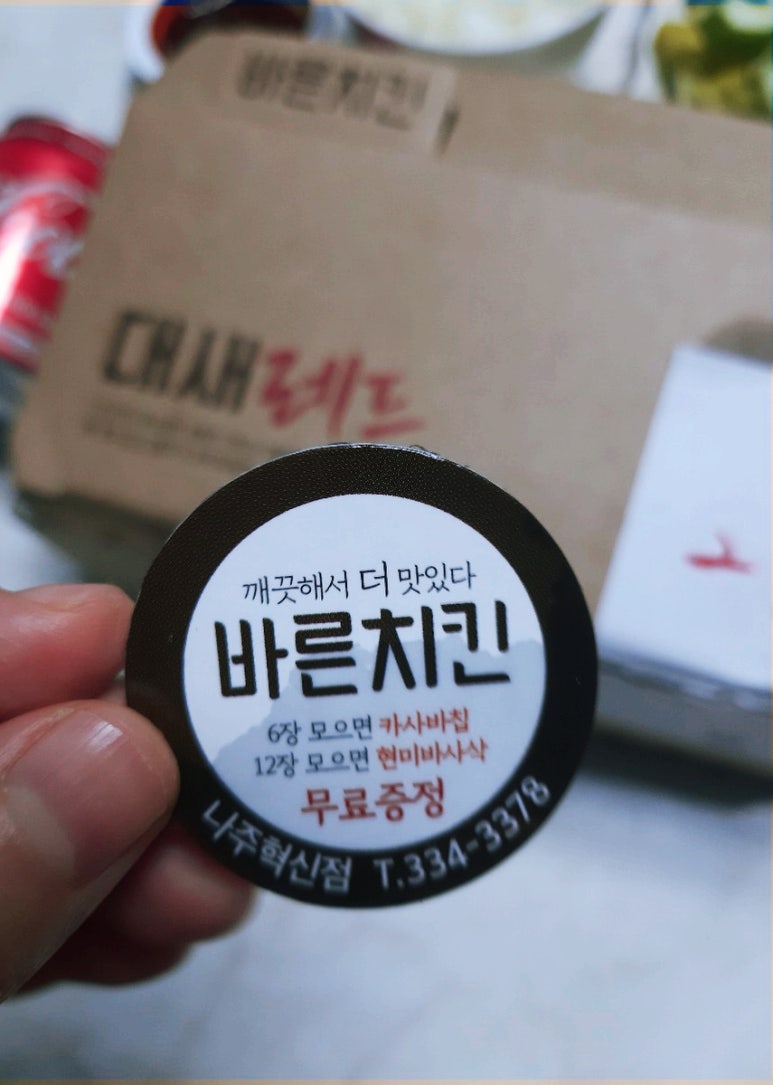 바른치킨
대새레드
깨끗해서 더 맛있다
바른치킨
6장 모으면 카사바칩
12장 모으면 현미바사삭
무료증정
나주혁신점 T.334-3378